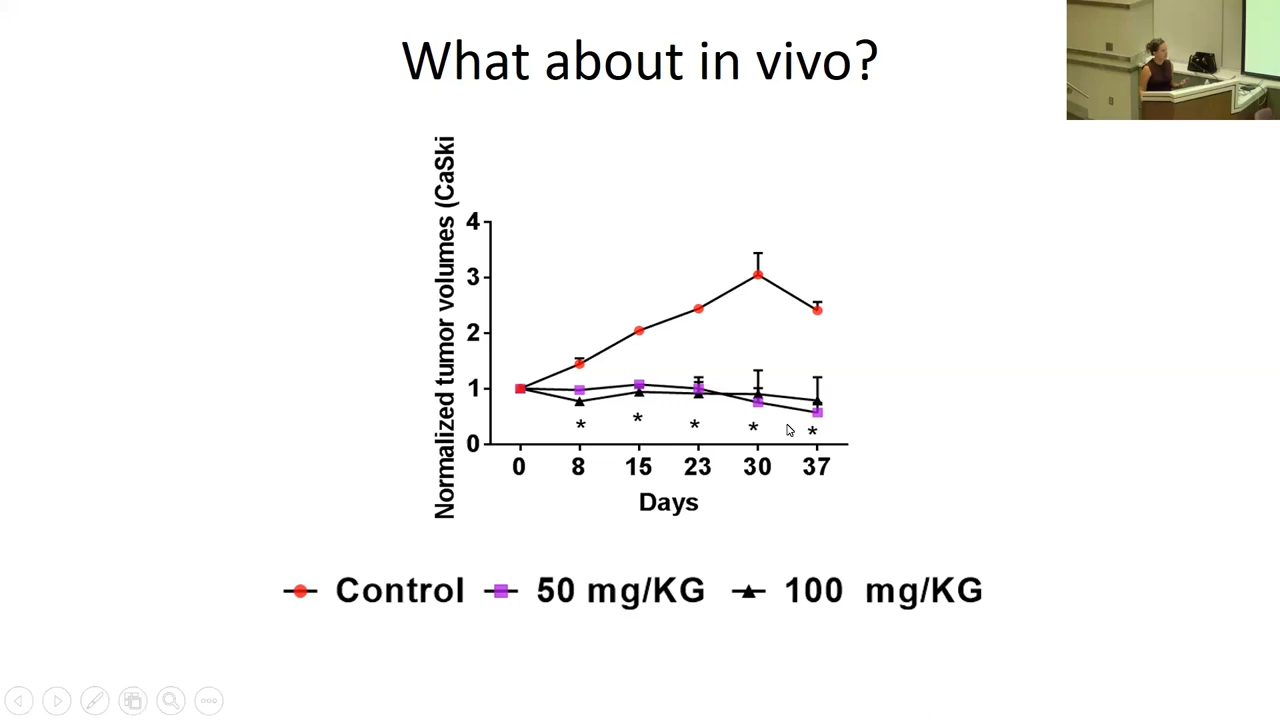 What about in vivo?
Normalized tumor volumes (CaSki
4
3
2
1
0
* * * * *
0 8 15 23 30 37
Days
Control 50 mg/KG 100 mg/KG